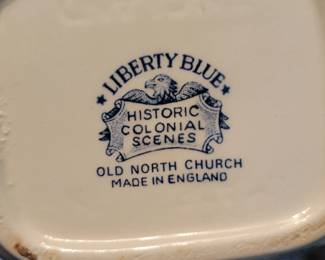 ★ LIBERTY BLUE ★
HISTORIC
COLONIAL
SCENES
OLD NORTH CHURCH
MADE IN ENGLAND